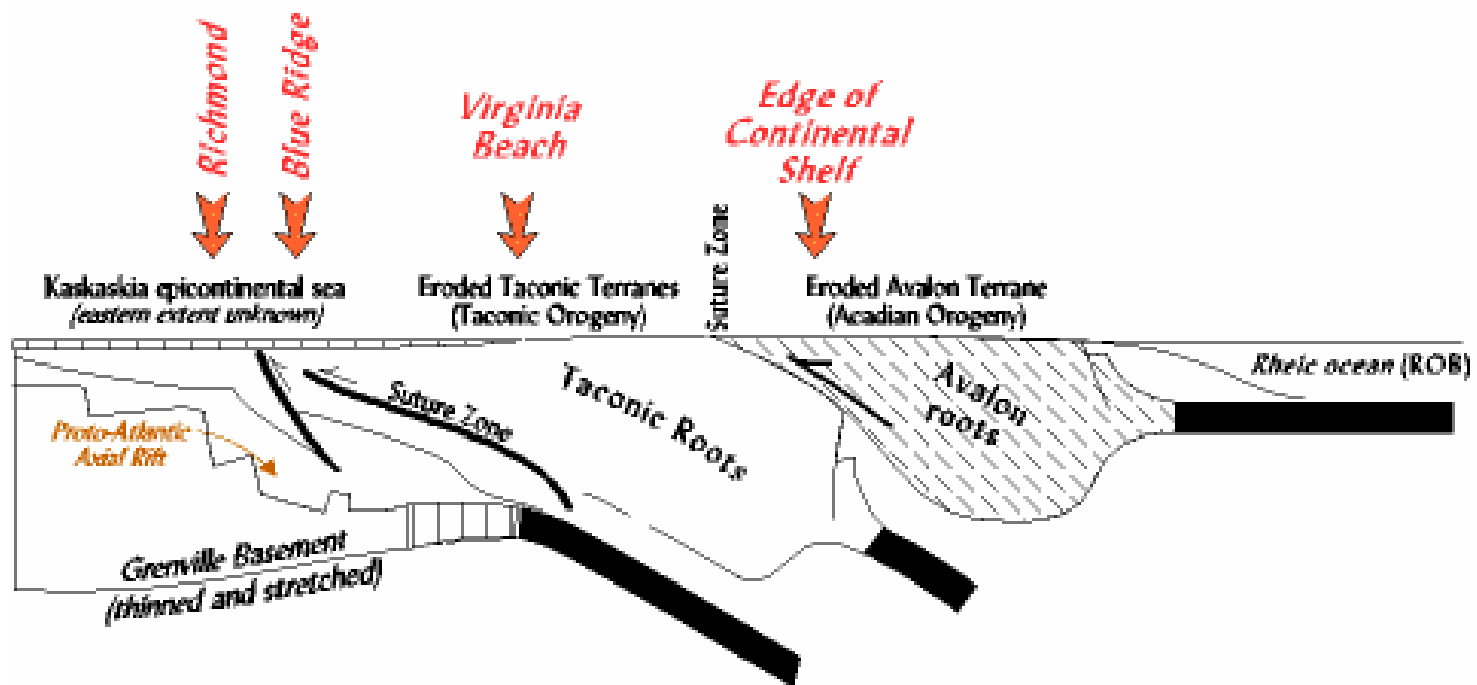 Richmond
Blue Ridge
Virginia
Beach
Edge of
Continental
Shelf
Suture Zone
Kaskaskia epicontinental sea
(eastern extent unknown)
Eroded Taconic Terranes
(Taconic Orogeny)
Eroded Avalon Terrane
(Acadian Orogeny)
Rheic ocean (ROB)
Proto-Atlantic
Axial Rift
Suture Zone
Taconic Roots
Avalon
roots
Grenville Basement
(thinned and stretched)